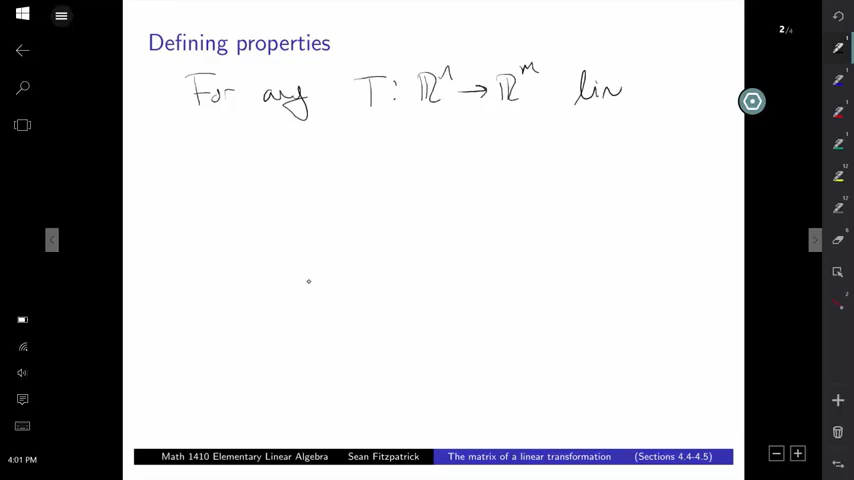 2/4
Defining properties
For any T: ℝⁿ → ℝᵐ lin
4:01 PM
Math 1410 Elementary Linear Algebra Sean Fitzpatrick The matrix of a linear transformation (Sections 4.4-4.5)